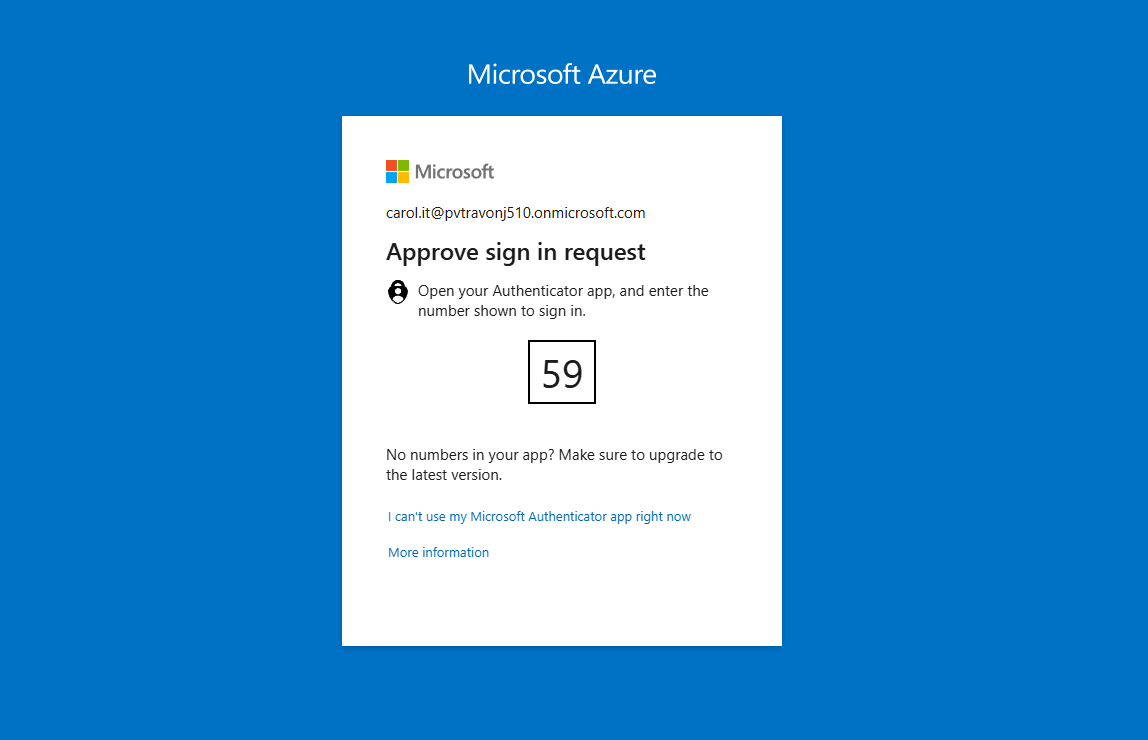 Microsoft Azure
Microsoft
carol.it@pvtravonj510.onmicrosoft.com
Approve sign in request
Open your Authenticator app, and enter the
number shown to sign in.
59
No numbers in your app? Make sure to upgrade to
the latest version.
I can't use my Microsoft Authenticator app right now
More information